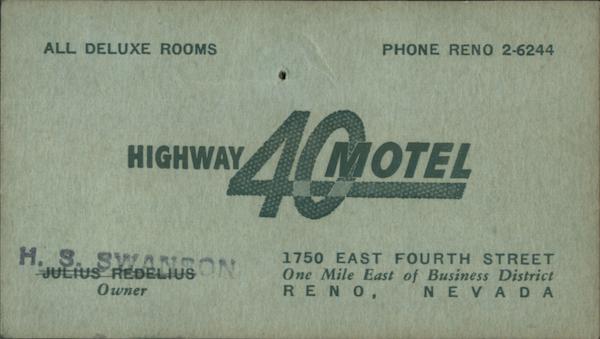 ALL DELUXE ROOMS
PHONE RENO 2-6244
HIGHWAY 40 MOTEL
H. S. SWANSON
JULIUS REDELIUS
Owner
1750 EAST FOURTH STREET
One Mile East of Business District
RENO, NEVADA